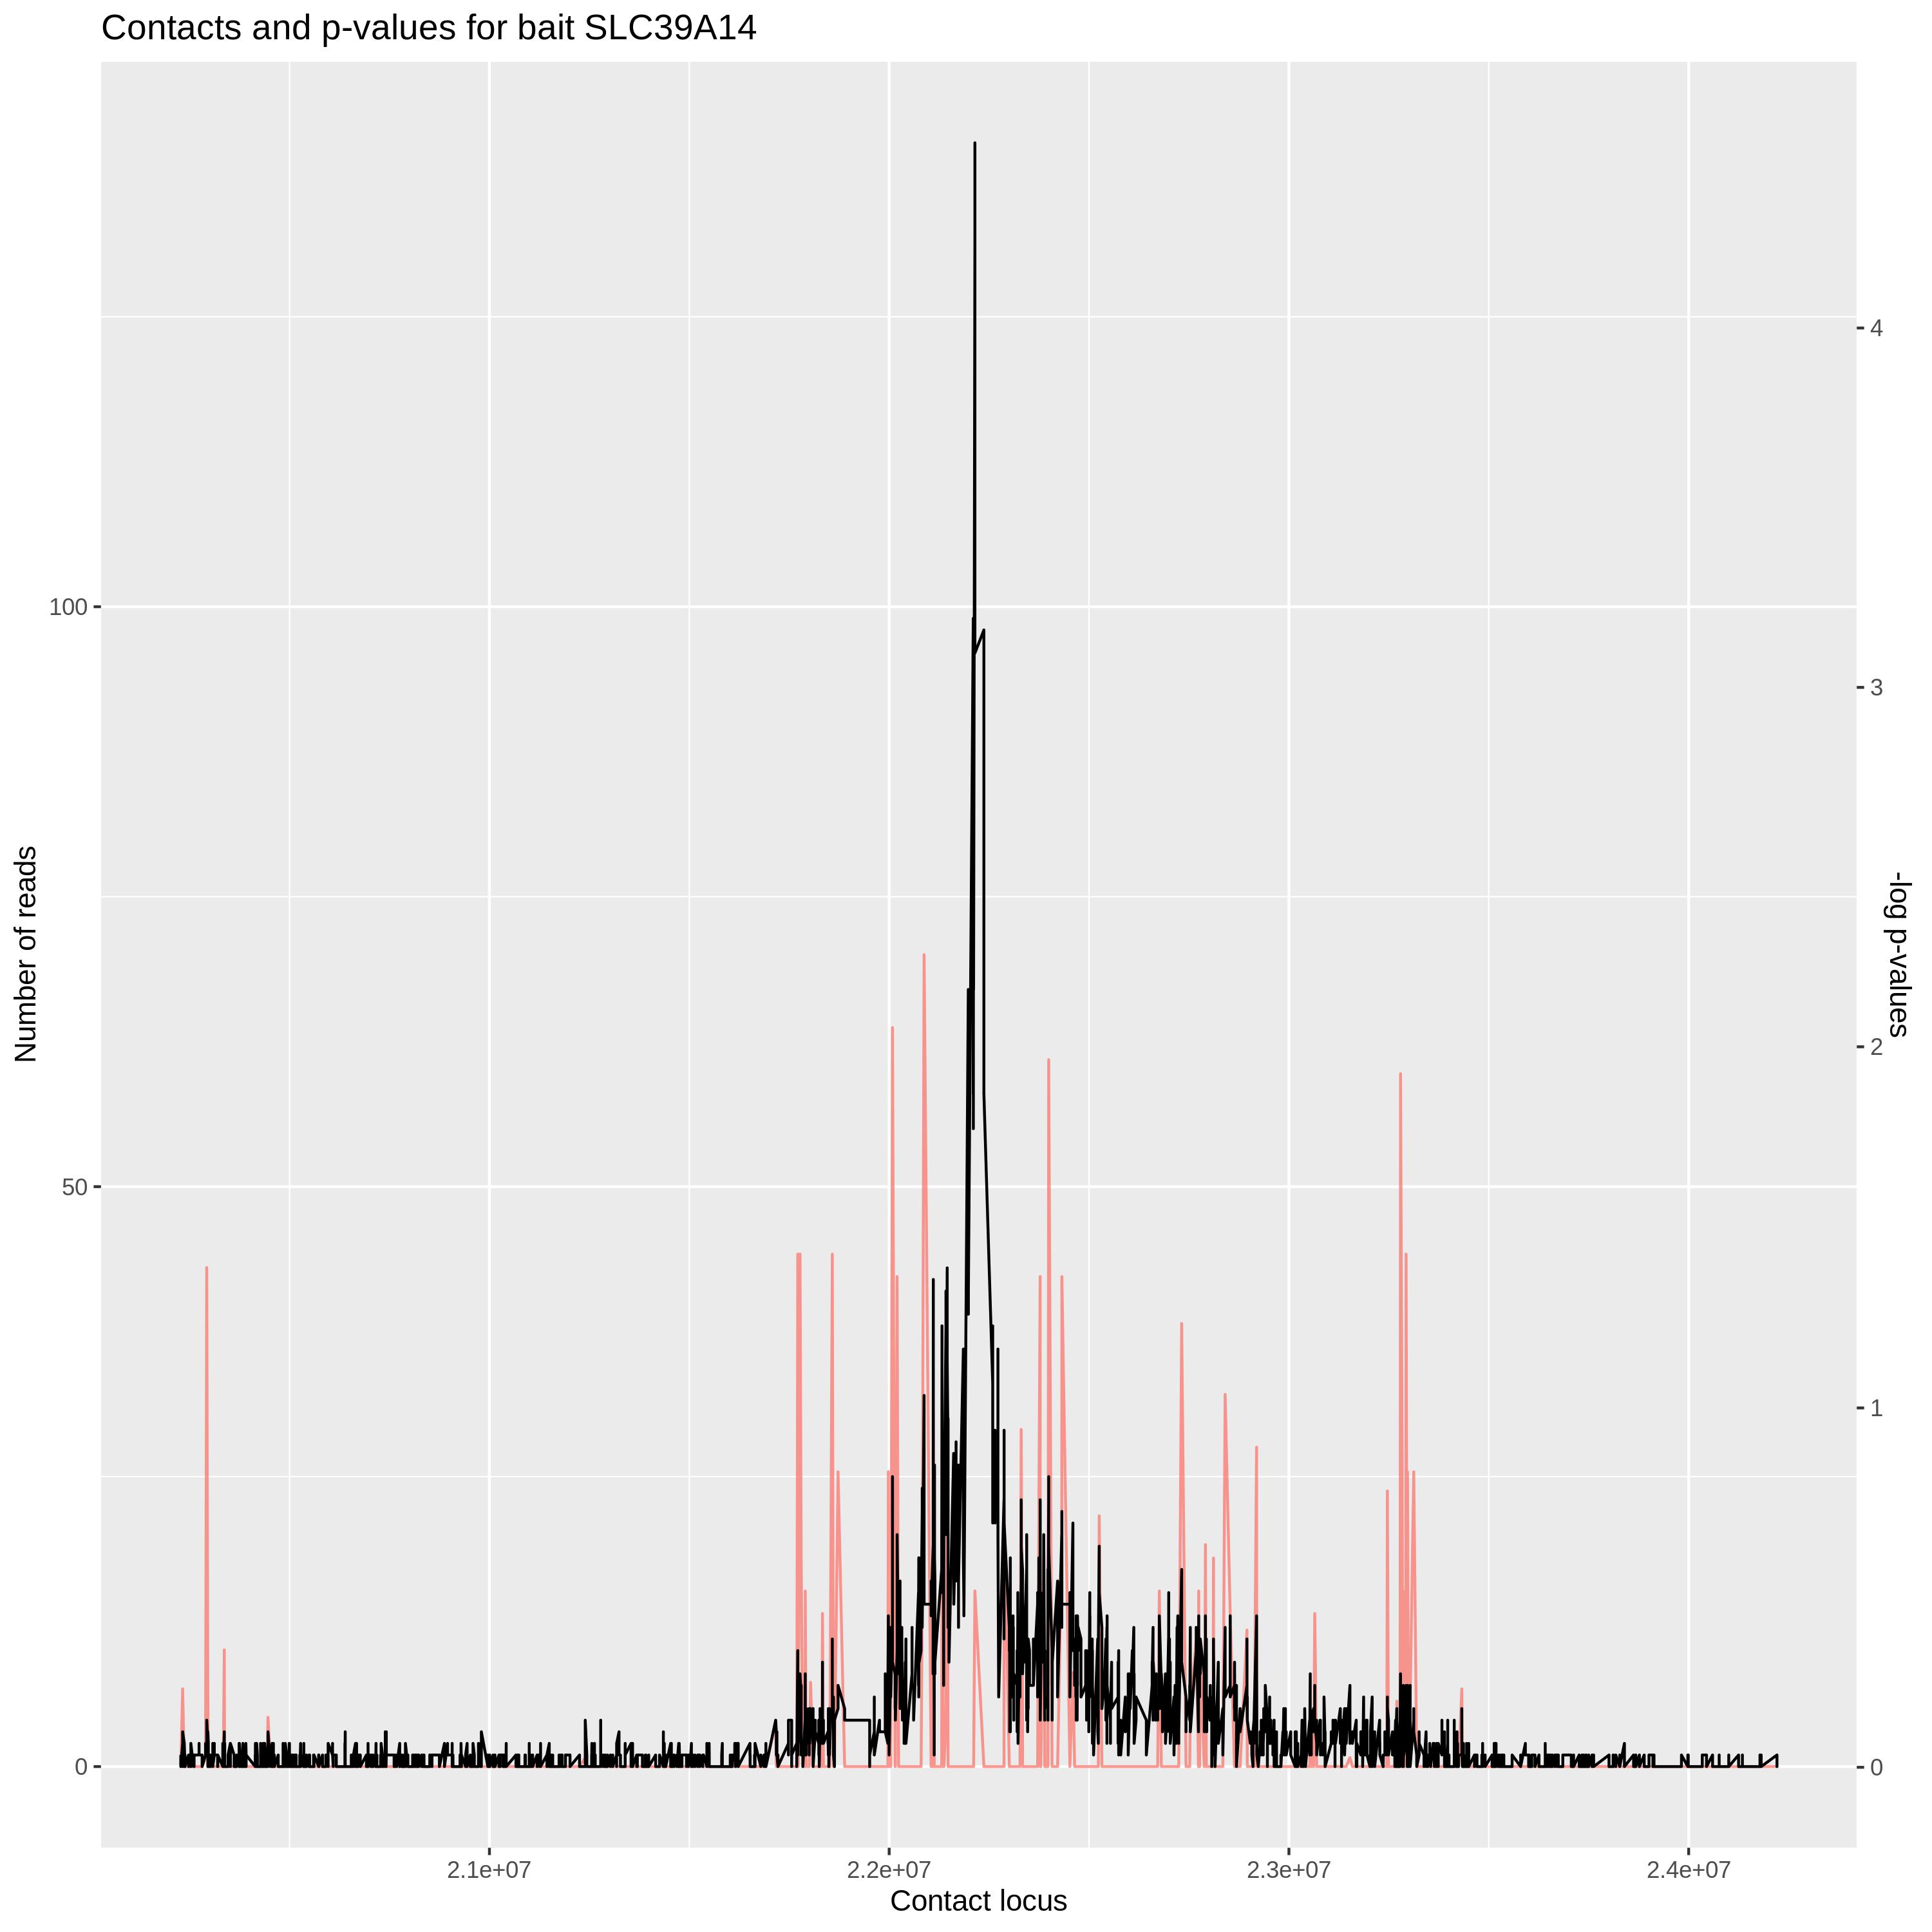 Contacts and p-values for bait SLC39A14
Number of reads
100
50
0
4
3
2
1
0
-log p-values
2.1e+07
2.2e+07
2.3e+07
2.4e+07
Contact locus